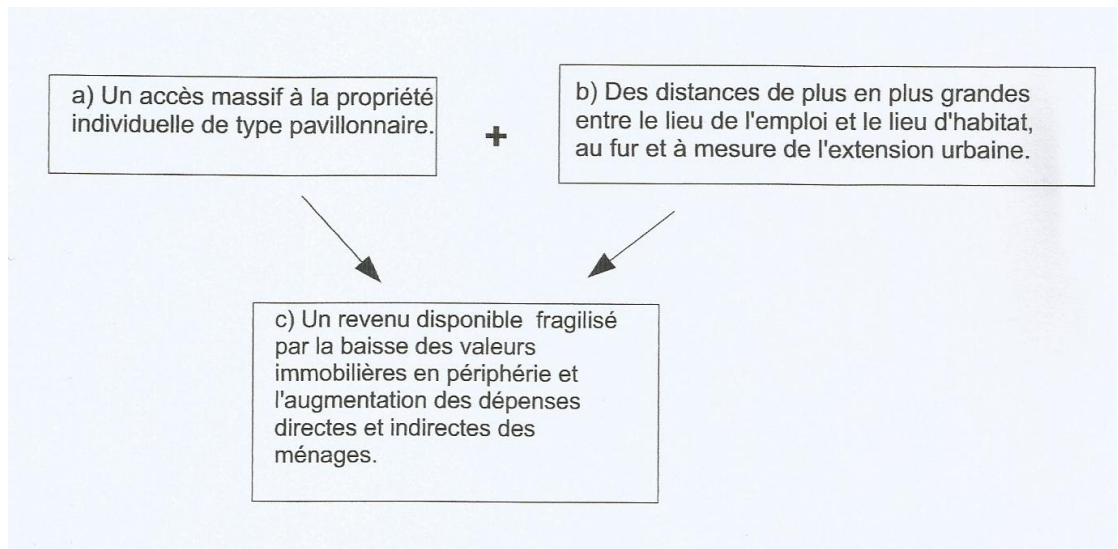 a) Un accès massif à la propriété
individuelle de type pavillonnaire.
+
b) Des distances de plus en plus grandes
entre le lieu de l'emploi et le lieu d'habitat,
au fur et à mesure de l'extension urbaine.
c) Un revenu disponible fragilisé
par la baisse des valeurs
immobilières en périphérie et
l'augmentation des dépenses
directes et indirectes des
ménages.